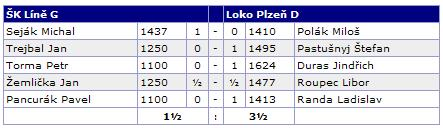 ŠK Líně G Loko Plzeň D
Seják Michal 1437 1 - 0 1410 Polák Miloš
Trejbal Jan 1250 0 - 1 1495 Pastušnyj Štefan
Torma Petr 1100 0 - 1 1624 Duras Jindřich
Žemlička Jan 1250 ½ - ½ 1477 Roupec Libor
Pancurák Pavel 1100 0 - 1 1413 Randa Ladislav
1½ : 3½